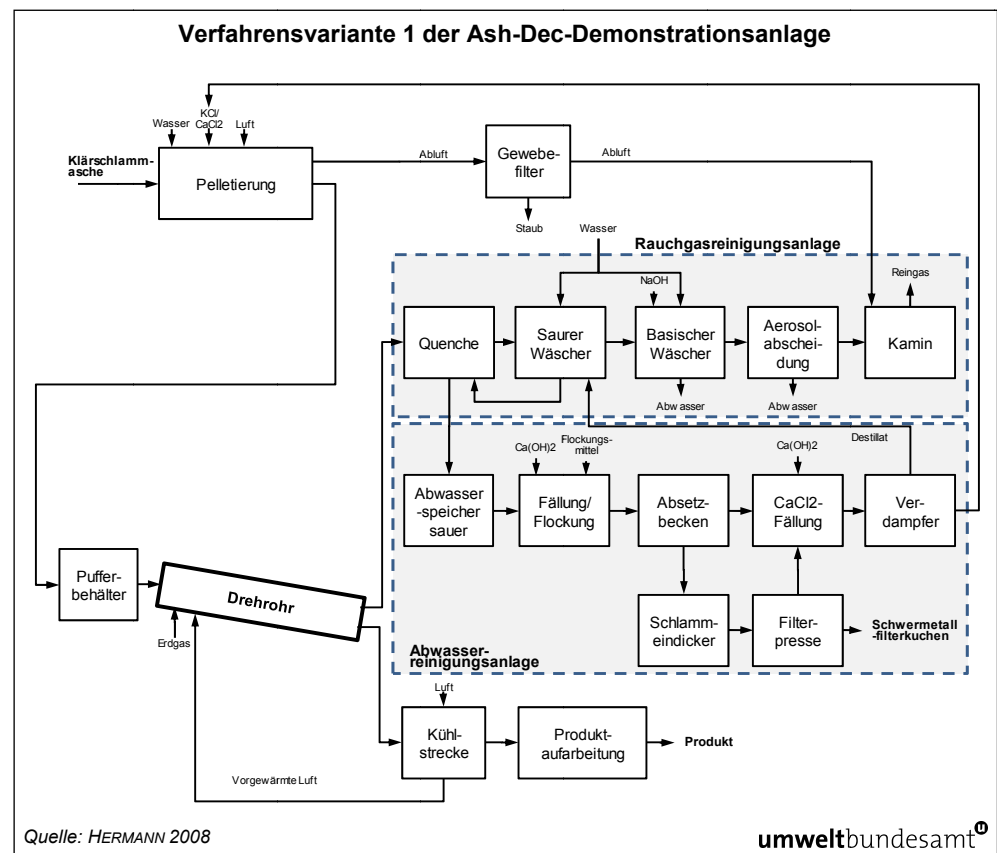 Verfahrensvariante 1 der Ash-Dec-Demonstrationsanlage
KCl/
CaCl2
Wasser
Luft
Klärschlamm-
asche
Pelletierung
Abluft
Gewebe-
filter
Abluft
Staub
Wasser
Rauchgasreinigungsanlage
NaOH
Reingas
Quenche
Saurer
Wäscher
Basischer
Wäscher
Aerosol-
abschei-
dung
Kamin
Abwasser
Abwasser
Ca(OH)2
Flockungs-
mittel
Ca(OH)2
Destillat
Abwasser
-speicher
sauer
Fällung/
Flockung
Absetz-
becken
CaCl2-
Fällung
Ver-
dampfer
Puffer-
behälter
Drehrohr
Erdgas
Schlamm-
eindicker
Filter-
presse
Schwermetall
-filterkuchen
Abwasser-
reinigungsanlage
Luft
Kühl-
strecke
Produkt-
aufarbeitung
Produkt
Vorgewärmte Luft
Quelle: HERMANN 2008
umweltbundesamt u